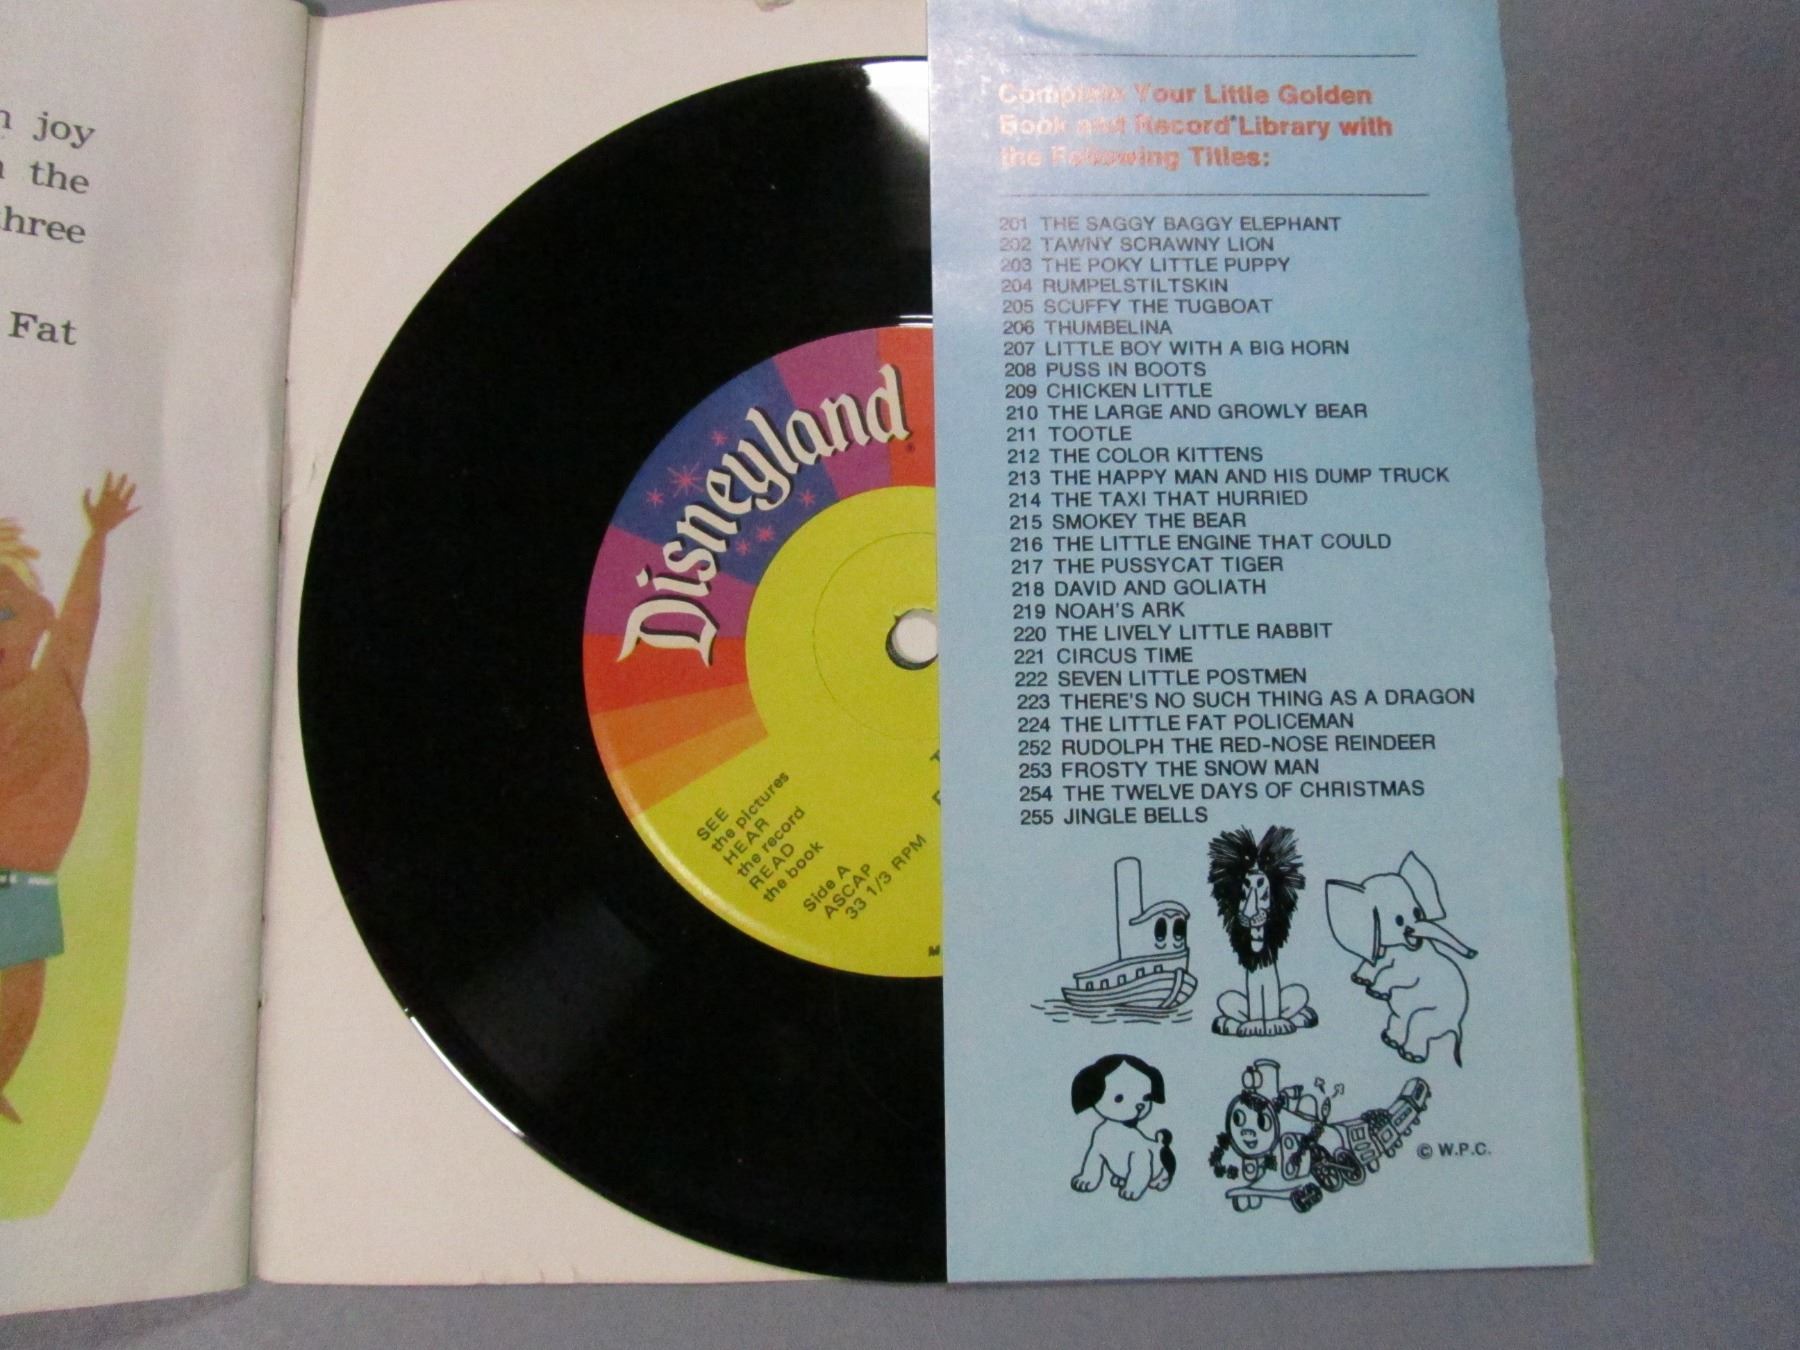 joy
the
three
Fat
Disneyland
SEE
the pictures
HEAR
the record
READ
the book
Side A
ASCAP
33 1/3 RPM
Complete Your Little Golden
Book and Record* Library with
the Following Titles:
201 THE SAGGY BAGGY ELEPHANT
202 TAWNY SCRAWNY LION
203 THE POKY LITTLE PUPPY
204 RUMPELSTILTSKIN
205 SCUFFY THE TUGBOAT
206 THUMBELINA
207 LITTLE BOY WITH A BIG HORN
208 PUSS IN BOOTS
209 CHICKEN LITTLE
210 THE LARGE AND GROWLY BEAR
211 TOOTLE
212 THE COLOR KITTENS
213 THE HAPPY MAN AND HIS DUMP TRUCK
214 THE TAXI THAT HURRIED
215 SMOKEY THE BEAR
216 THE LITTLE ENGINE THAT COULD
217 THE PUSSYCAT TIGER
218 DAVID AND GOLIATH
219 NOAH'S ARK
220 THE LIVELY LITTLE RABBIT
221 CIRCUS TIME
222 SEVEN LITTLE POSTMEN
223 THERE'S NO SUCH THING AS A DRAGON
224 THE LITTLE FAT POLICEMAN
252 RUDOLPH THE RED-NOSE REINDEER
253 FROSTY THE SNOW MAN
254 THE TWELVE DAYS OF CHRISTMAS
255 JINGLE BELLS
© W.P.C.